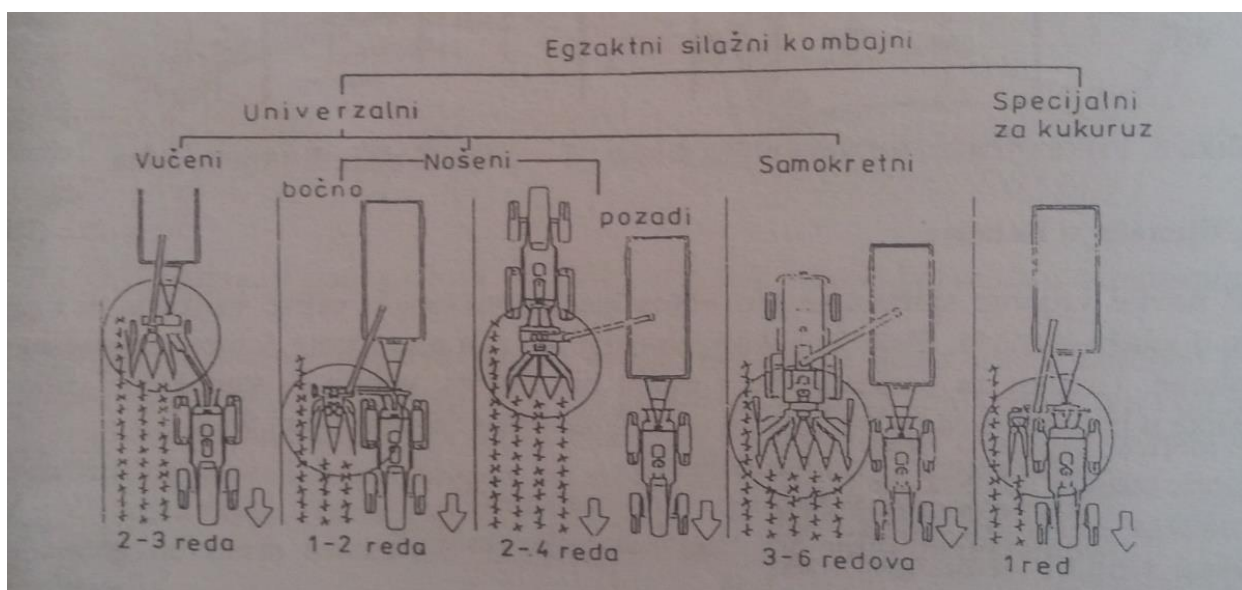 Egzaktni silažni kombajni
Univerzalni
Specijalni
za kukuruz
Vučeni
Nošeni
Samokretni
bočno
pozadi
2-3 reda
1-2 reda
2-4 reda
3-6 redova
1 red